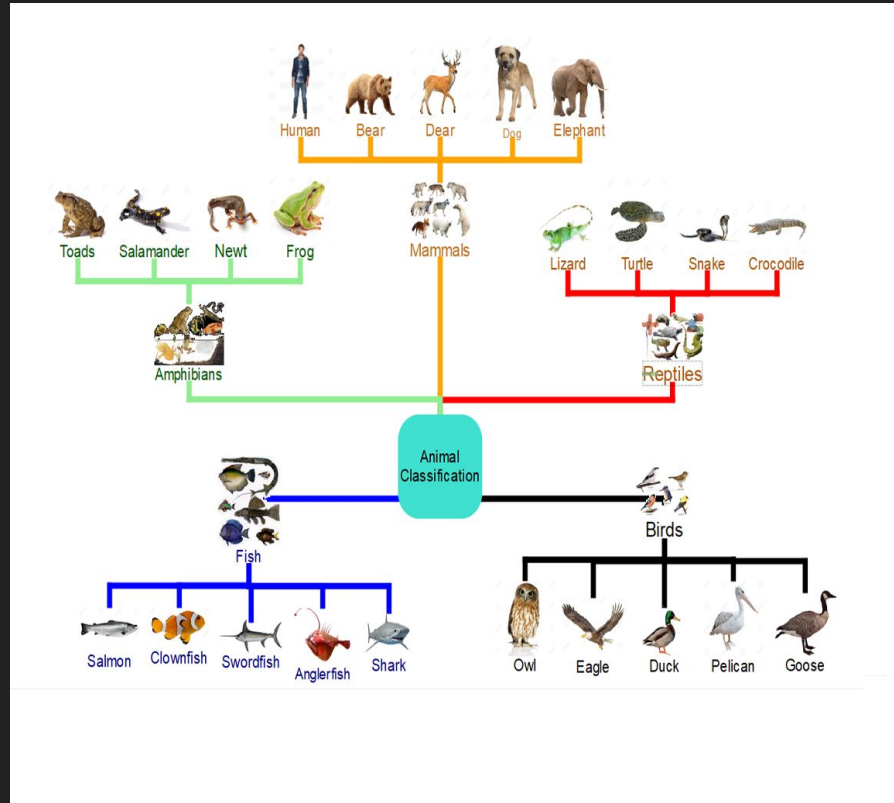 Human Bear Dear Dog Elephant
Mammals
Toads Salamander Newt Frog
Amphibians
Lizard Turtle Snake Crocodile
Reptiles
Animal
Classification
Fish
Salmon Clownfish Swordfish Anglerfish Shark
Birds
Owl Eagle Duck Pelican Goose